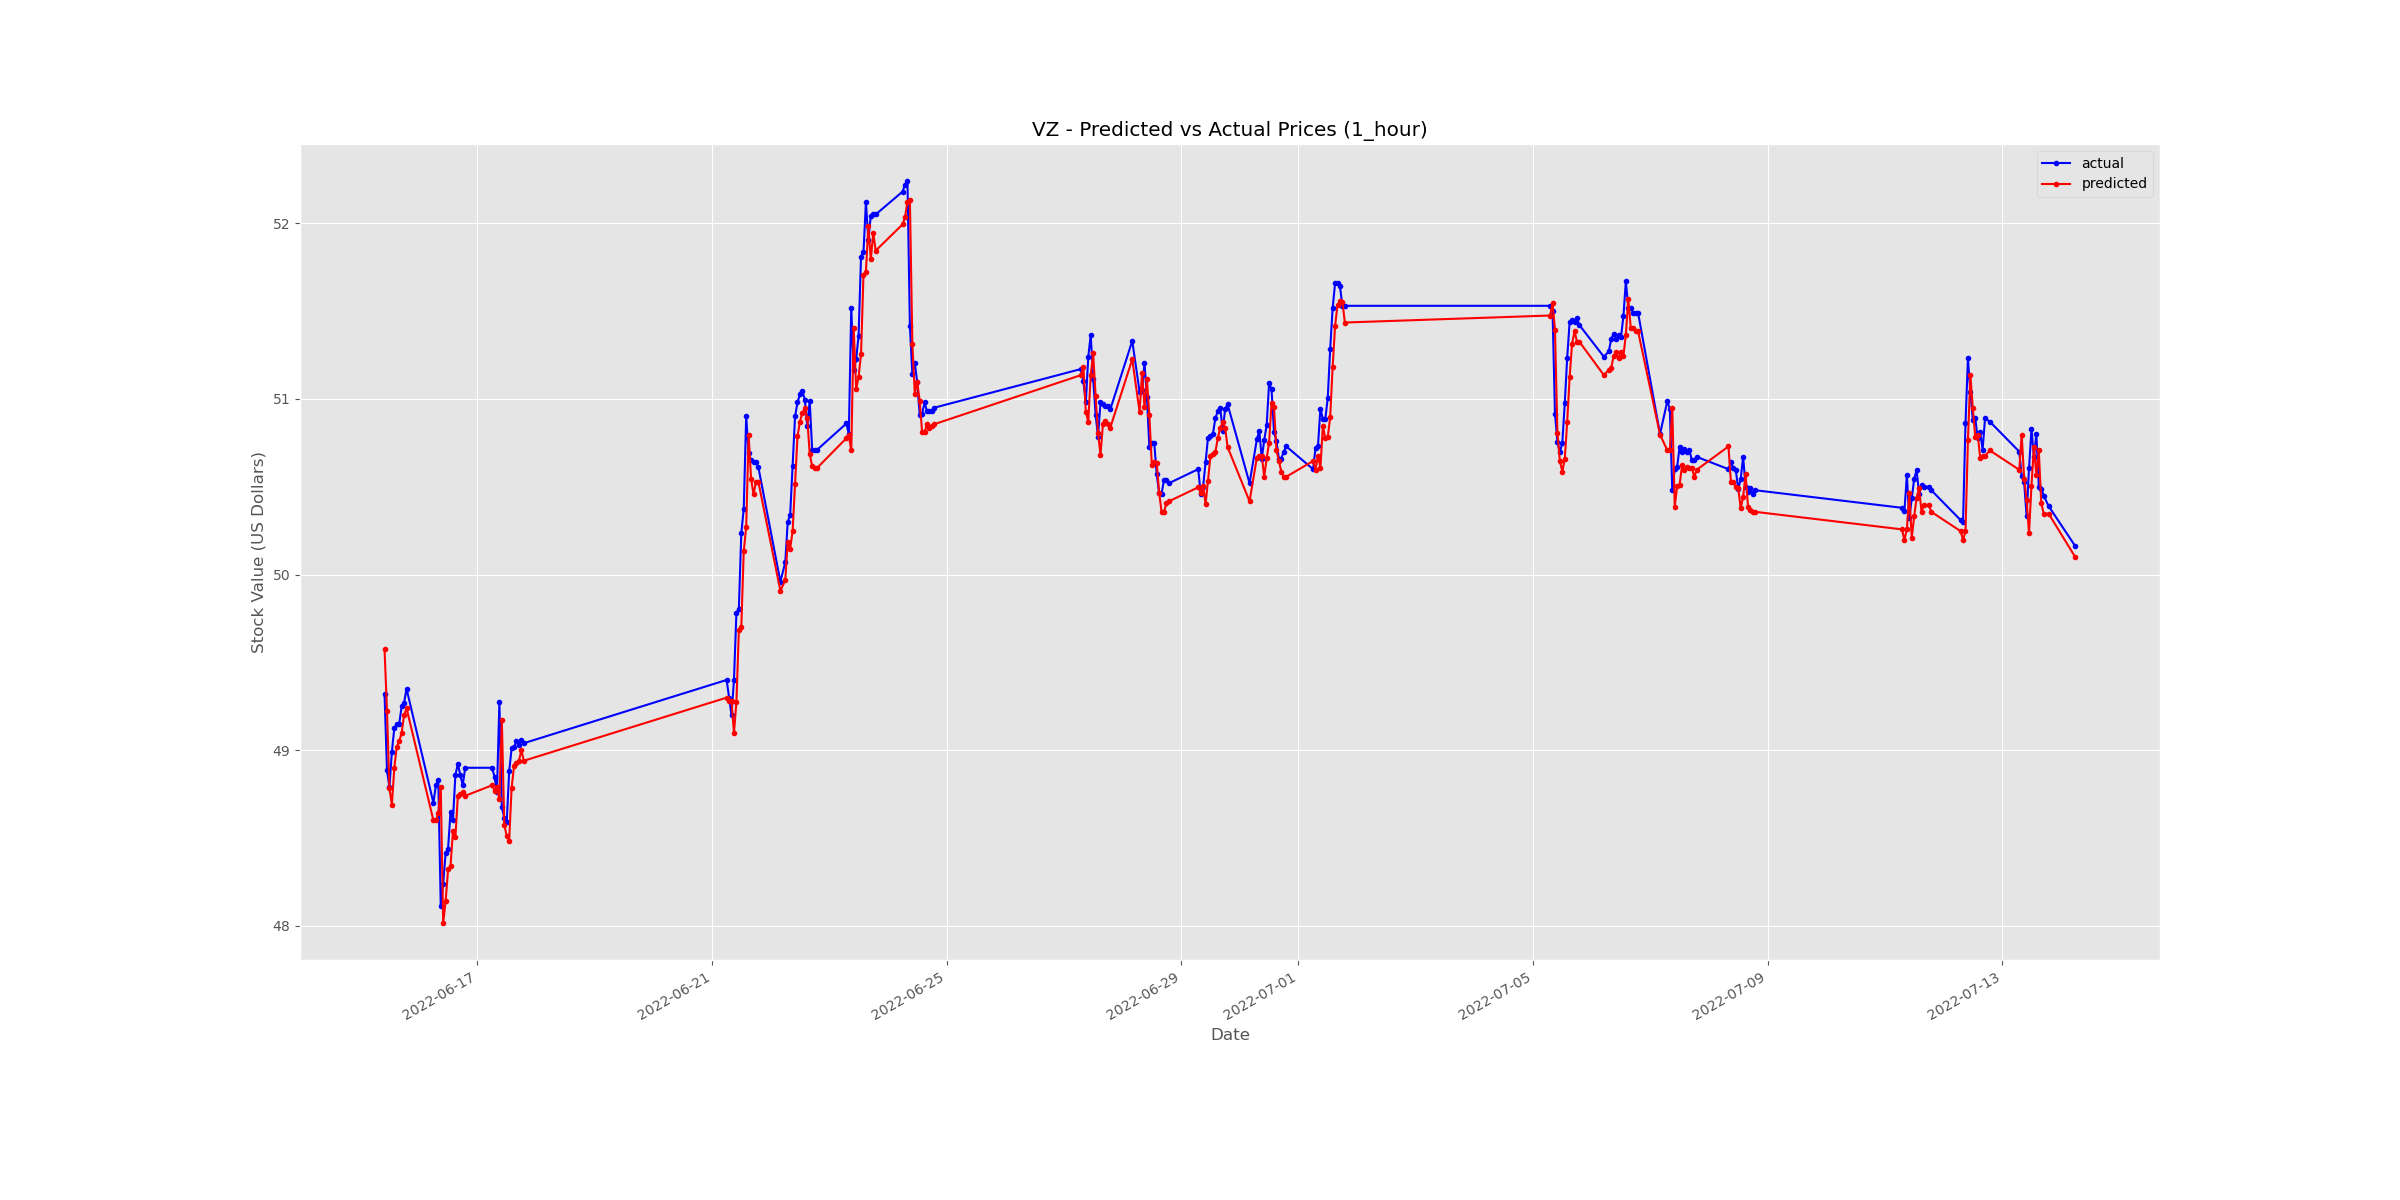 VZ - Predicted vs Actual Prices (1_hour)
actual
predicted
52
51
50
49
48
Stock Value (US Dollars)
2022-06-17
2022-06-21
2022-06-25
2022-06-29
2022-07-01
2022-07-05
2022-07-09
2022-07-13
Date